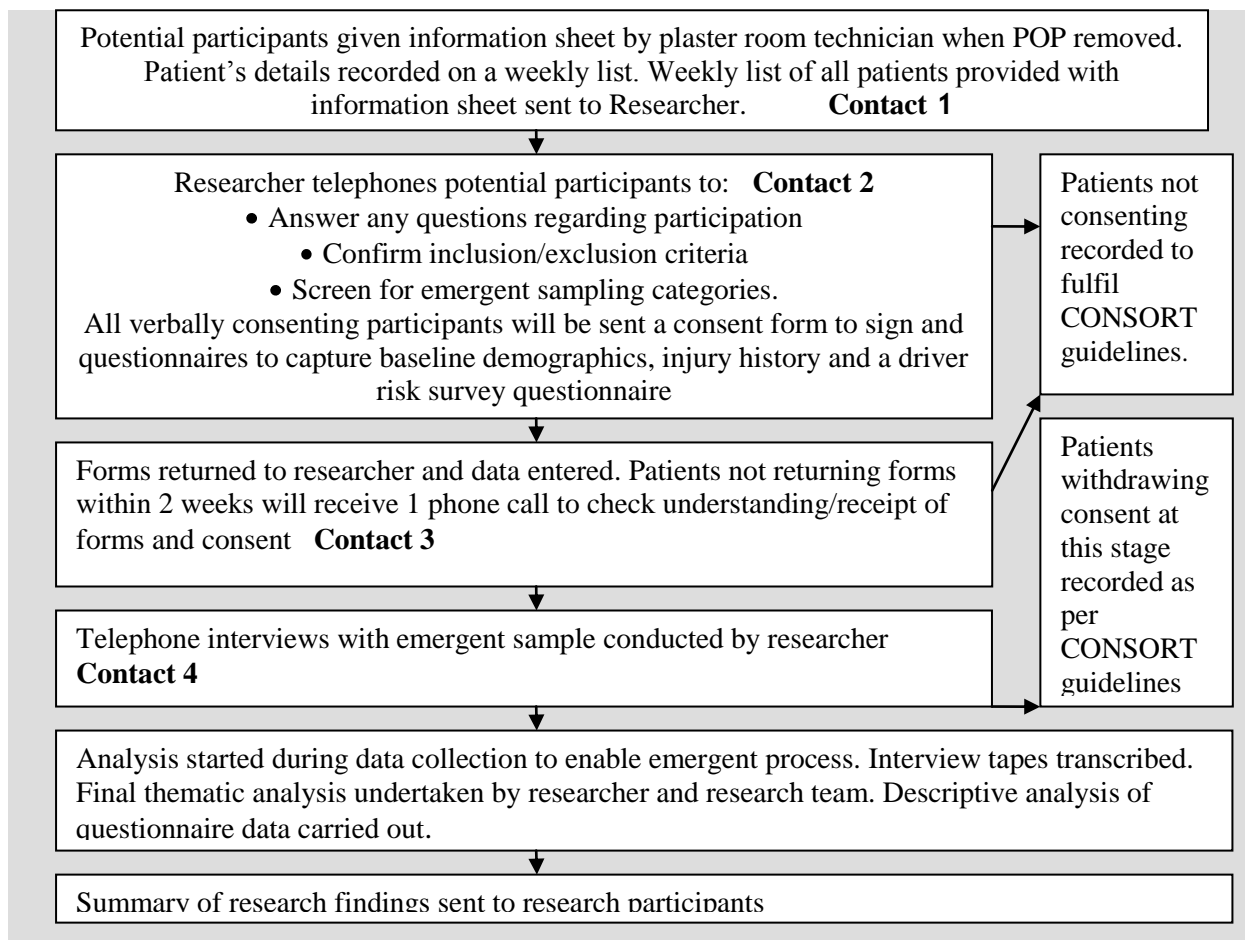 Potential participants given information sheet by plaster room technician when POP removed.
Patient’s details recorded on a weekly list. Weekly list of all patients provided with
information sheet sent to Researcher. Contact 1
Researcher telephones potential participants to: Contact 2
• Answer any questions regarding participation
• Confirm inclusion/exclusion criteria
• Screen for emergent sampling categories.
All verbally consenting participants will be sent a consent form to sign and
questionnaires to capture baseline demographics, injury history and a driver
risk survey questionnaire
Patients not
consenting
recorded to
fulfil
CONSORT
guidelines.
Forms returned to researcher and data entered. Patients not returning forms
within 2 weeks will receive 1 phone call to check understanding/receipt of
forms and consent Contact 3
Patients
withdrawing
consent at
this stage
recorded as
per
CONSORT
guidelines
Telephone interviews with emergent sample conducted by researcher
Contact 4
Analysis started during data collection to enable emergent process. Interview tapes transcribed.
Final thematic analysis undertaken by researcher and research team. Descriptive analysis of
questionnaire data carried out.
Summary of research findings sent to research participants